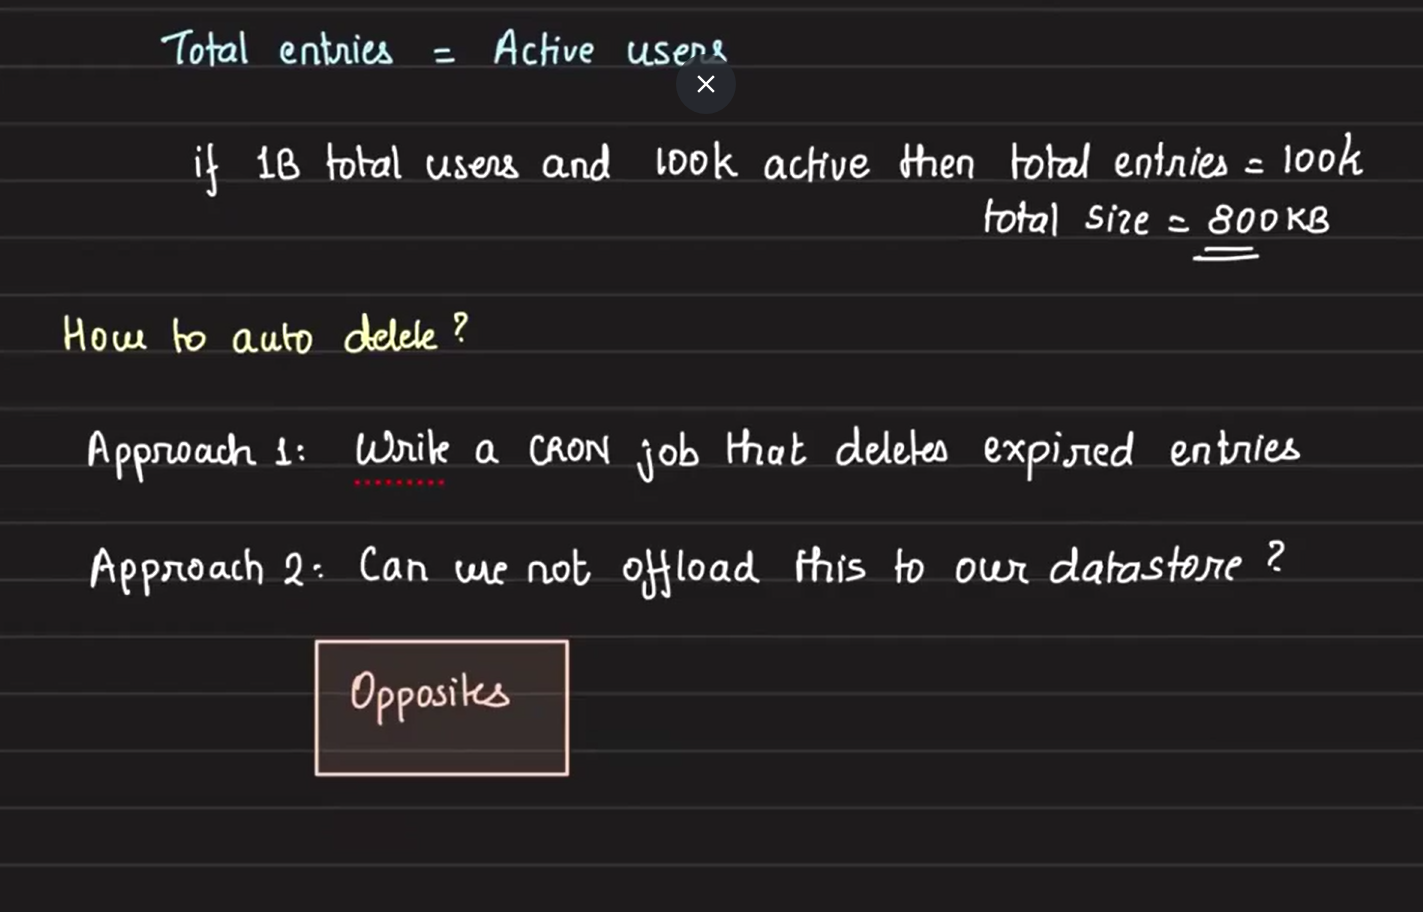 Total entries = Active users
if 1B total users and 100k active then total entries = 100k
total size = 800KB
How to auto delete?
Approach 1: Write a CRON job that deletes expired entries
Approach 2: Can we not offload this to our datastore?
Opposites